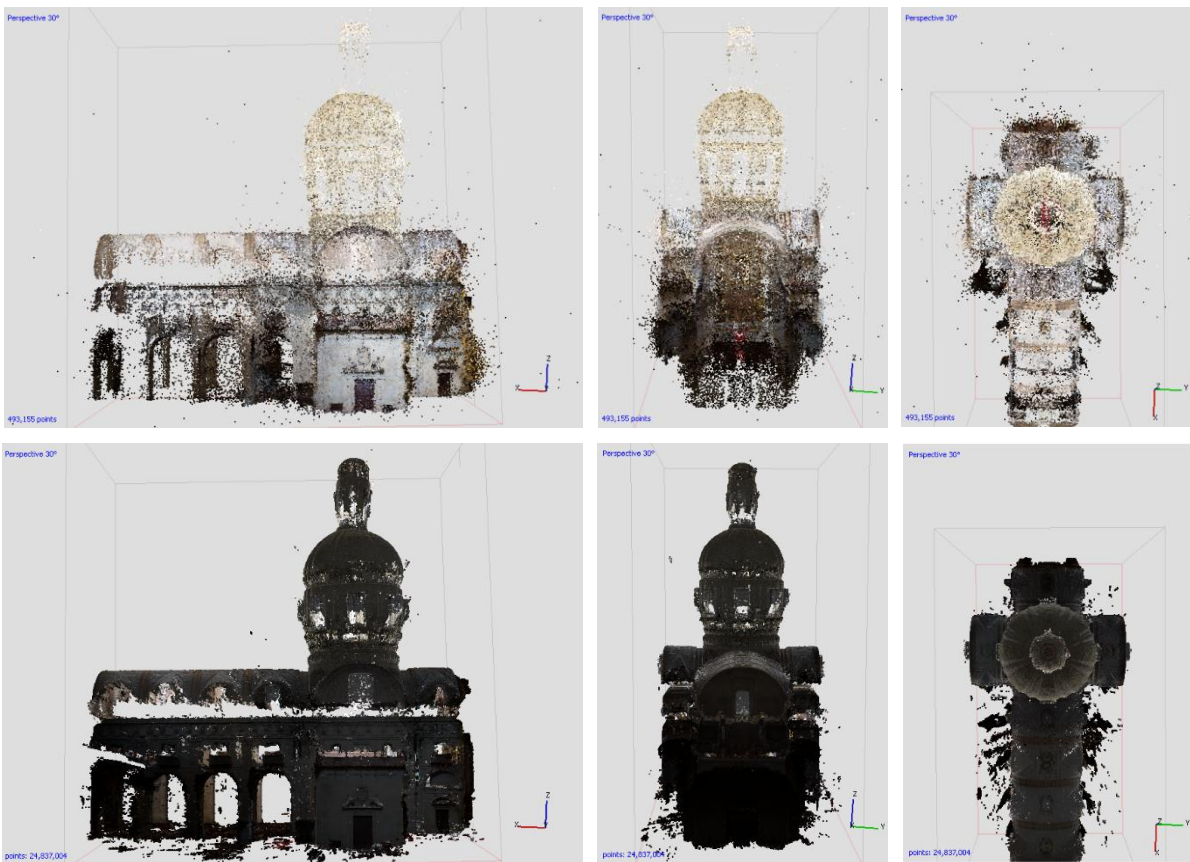 Perspective 30°
Z
X
493,155 points
Perspective 30°
Z
X
Y
493,155 points
Perspective 30°
Z
Y
X
493,155 points
Perspective 30°
Z
X
points: 24,837,004
Perspective 30°
Z
X
Y
points: 24,837,004
Perspective 30°
Z
Y
X
points: 24,837,004